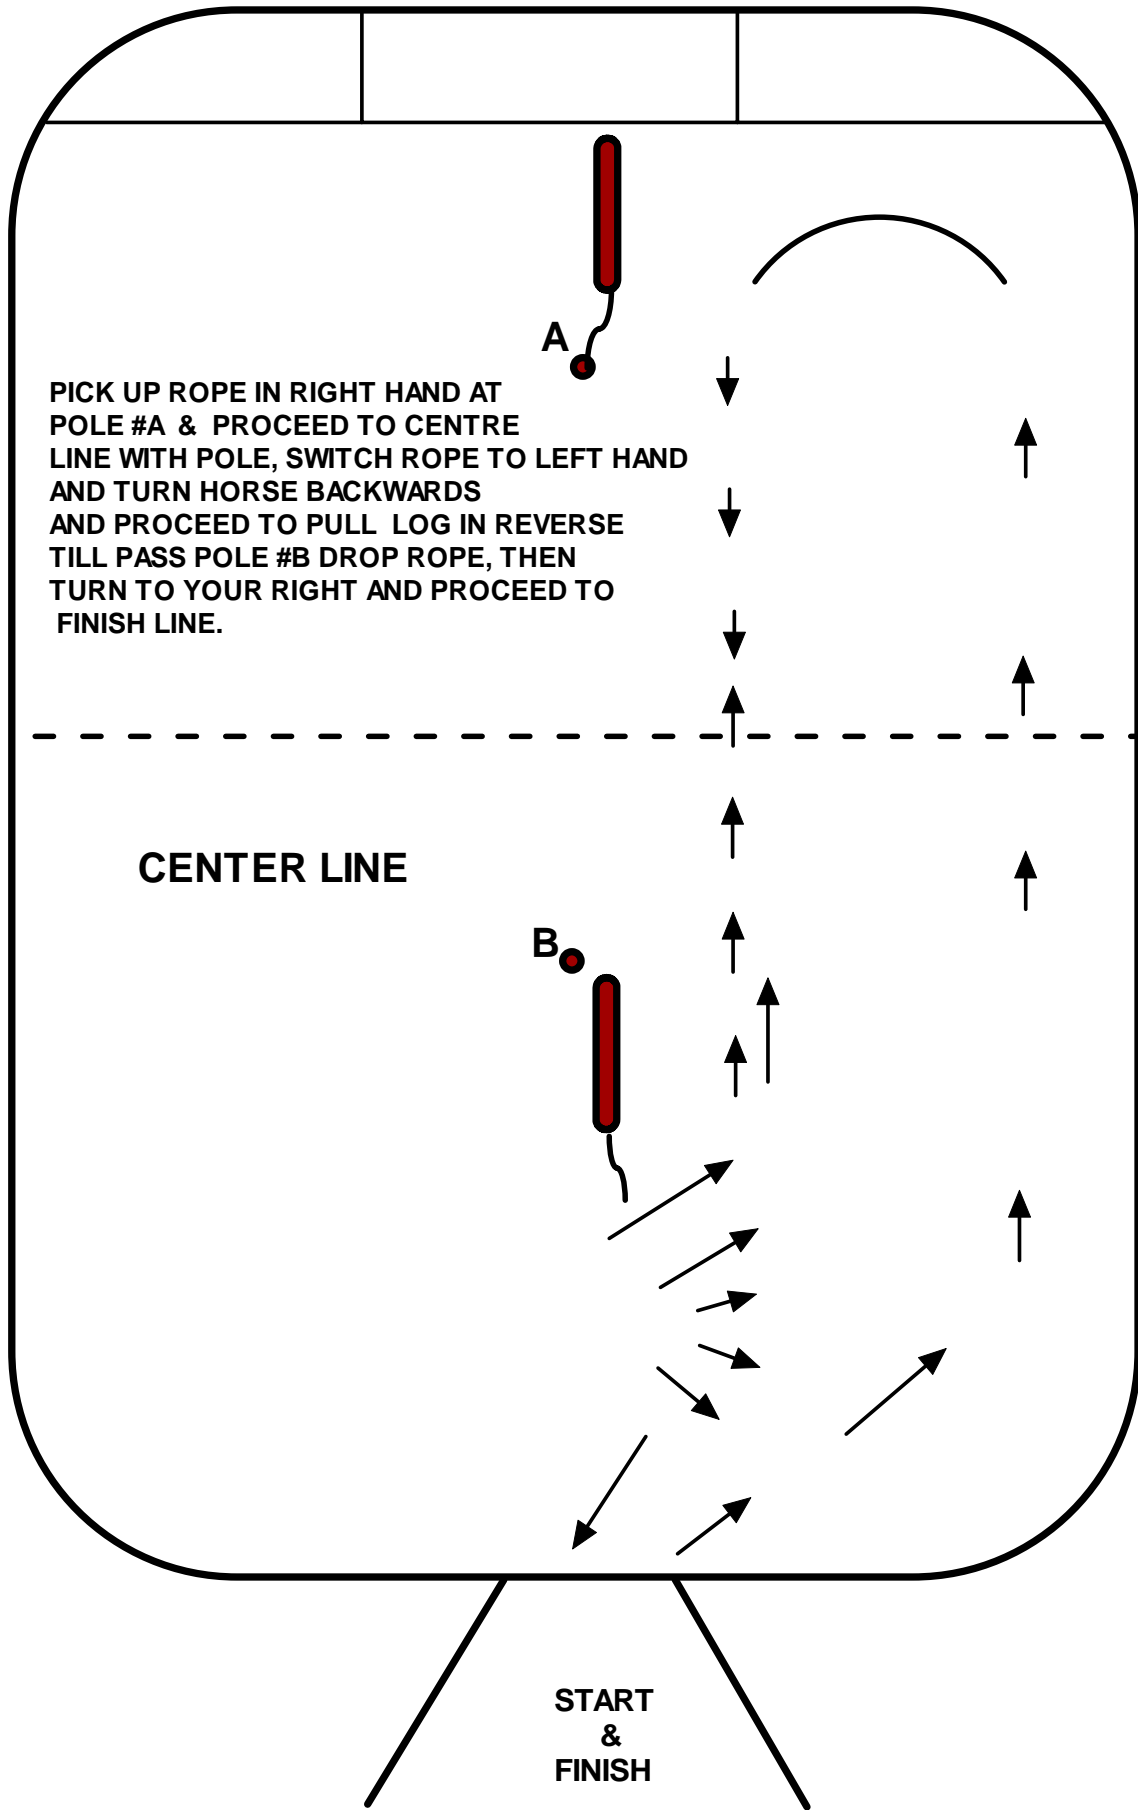 A
PICK UP ROPE IN RIGHT HAND AT
POLE #A & PROCEED TO CENTRE
LINE WITH POLE, SWITCH ROPE TO LEFT HAND
AND TURN HORSE BACKWARDS
AND PROCEED TO PULL LOG IN REVERSE
TILL PASS POLE #B DROP ROPE, THEN
TURN TO YOUR RIGHT AND PROCEED TO
FINISH LINE.
CENTER LINE
B
START
&
FINISH